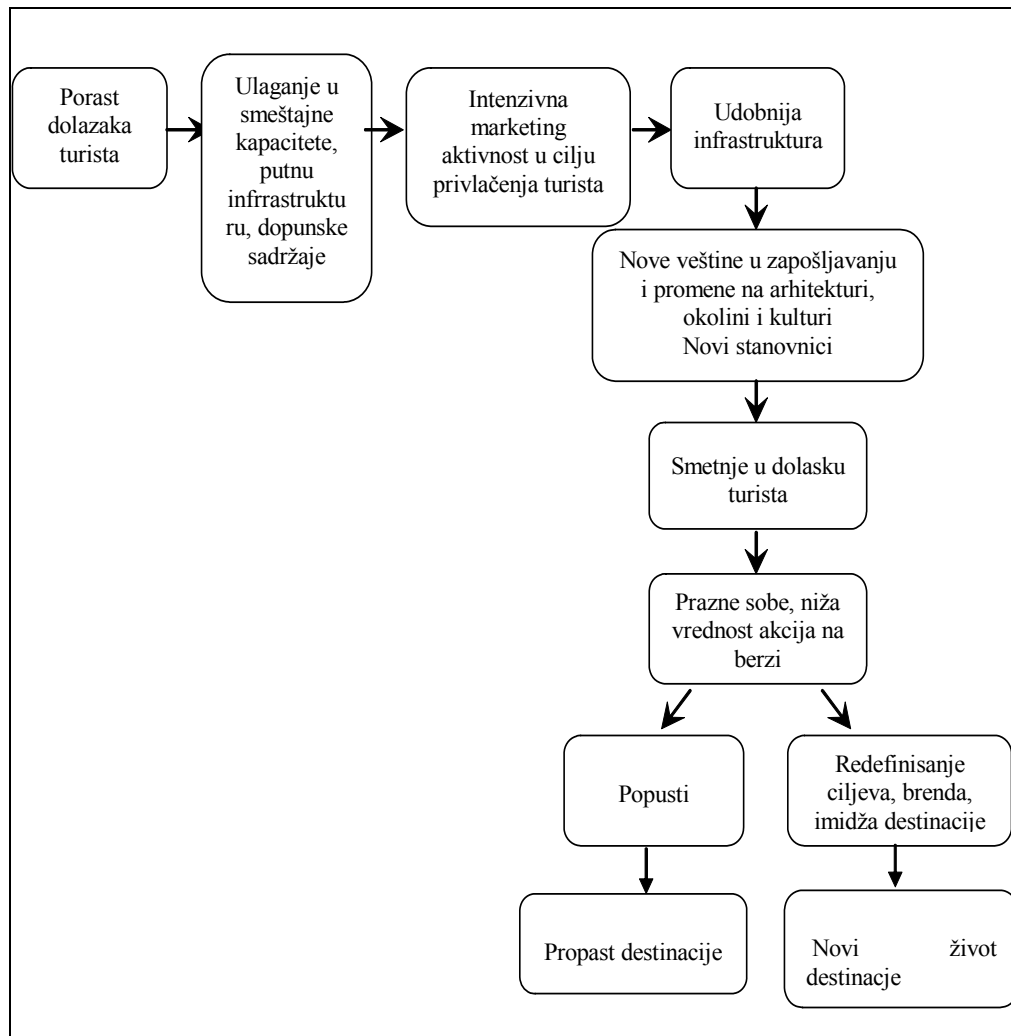 Porast
dolazaka
turista
Ulaganje u
smeštajne
kapacitete,
putnu
infrrastruktu
ru, dopunske
sadržaje
Intenzivna
marketing
aktivnost u cilju
privlačenja turista
Udobnija
infrastruktura
Nove veštine u zapošljavanju
i promene na arhitekturi,
okolini i kulturi
Novi stanovnici
Smetnje u dolasku
turista
Prazne sobe, niža
vrednost akcija na
berzi
Popusti
Redefinisanje
ciljeva, brenda,
imidža destinacije
Propast destinacije
Novi život
destinacje